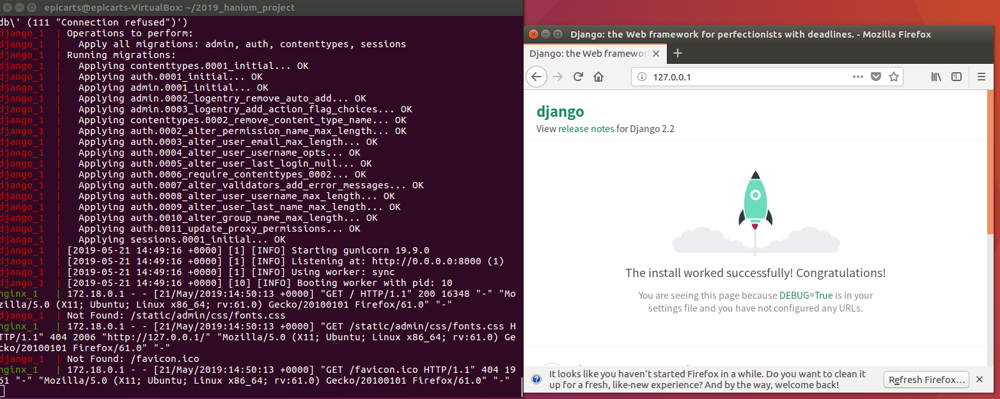 epicarts@epicarts-VirtualBox: ~/2019_hanium_project
db\' (111 "Connection refused")')
django_1 | Operations to perform:
django_1 |   Apply all migrations: admin, auth, contenttypes, sessions
django_1 | Running migrations:
django_1 |   Applying contenttypes.0001_initial... OK
django_1 |   Applying auth.0001_initial... OK
django_1 |   Applying admin.0001_initial... OK
django_1 |   Applying admin.0002_logentry_remove_auto_add... OK
django_1 |   Applying admin.0003_logentry_add_action_flag_choices... OK
django_1 |   Applying contenttypes.0002_remove_content_type_name... OK
django_1 |   Applying auth.0002_alter_permission_name_max_length... OK
django_1 |   Applying auth.0003_alter_user_email_max_length... OK
django_1 |   Applying auth.0004_alter_user_username_opts... OK
django_1 |   Applying auth.0005_alter_user_last_login_null... OK
django_1 |   Applying auth.0006_require_contenttypes_0002... OK
django_1 |   Applying auth.0007_alter_validators_add_error_messages... OK
django_1 |   Applying auth.0008_alter_user_username_max_length... OK
django_1 |   Applying auth.0009_alter_user_last_name_max_length... OK
django_1 |   Applying auth.0010_alter_group_name_max_length... OK
django_1 |   Applying auth.0011_update_proxy_permissions... OK
django_1 |   Applying sessions.0001_initial... OK
django_1 | [2019-05-21 14:49:16 +0000] [1] [INFO] Starting gunicorn 19.9.0
django_1 | [2019-05-21 14:49:16 +0000] [1] [INFO] Listening at: http://0.0.0.0:8000 (1)
django_1 | [2019-05-21 14:49:16 +0000] [1] [INFO] Using worker: sync
django_1 | [2019-05-21 14:49:16 +0000] [10] [INFO] Booting worker with pid: 10
nginx_1 | 172.18.0.1 - - [21/May/2019:14:50:13 +0000] "GET / HTTP/1.1" 200 16348 "-" "Mo
zilla/5.0 (X11; Ubuntu; Linux x86_64; rv:61.0) Gecko/20100101 Firefox/61.0" "-"
django_1 | Not Found: /static/admin/css/fonts.css
nginx_1 | 172.18.0.1 - - [21/May/2019:14:50:13 +0000] "GET /static/admin/css/fonts.css H
TTP/1.1" 404 2006 "http://127.0.0.1/" "Mozilla/5.0 (X11; Ubuntu; Linux x86_64; rv:61.0) Ge
cko/20100101 Firefox/61.0" "-"
django_1 | Not Found: /favicon.ico
nginx_1 | 172.18.0.1 - - [21/May/2019:14:50:13 +0000] "GET /favicon.ico HTTP/1.1" 404 19
61 "-" "Mozilla/5.0 (X11; Ubuntu; Linux x86_64; rv:61.0) Gecko/20100101 Firefox/61.0" "-"
Django: the Web framework for perfectionists with deadlines. - Mozilla Firefox
Django: the Web framewor
127.0.0.1
django
View release notes for Django 2.2
The install worked successfully! Congratulations!
You are seeing this page because DEBUG=True is in your
settings file and you have not configured any URLs.
It looks like you haven't started Firefox in a while. Do you want to clean it
up for a fresh, like-new experience? And by the way, welcome back!
Refresh Firefox…